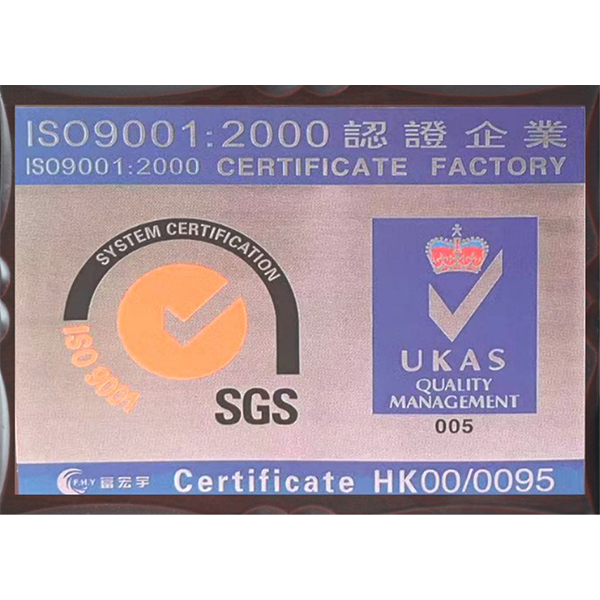 ISO9001:2000 認證企業
ISO9001:2000 CERTIFICATE FACTORY
SYSTEM CERTIFICATION
ISO 9001
SGS
UKAS
QUALITY
MANAGEMENT
005
F.H.Y 富宏宇 Certificate HK00/0095